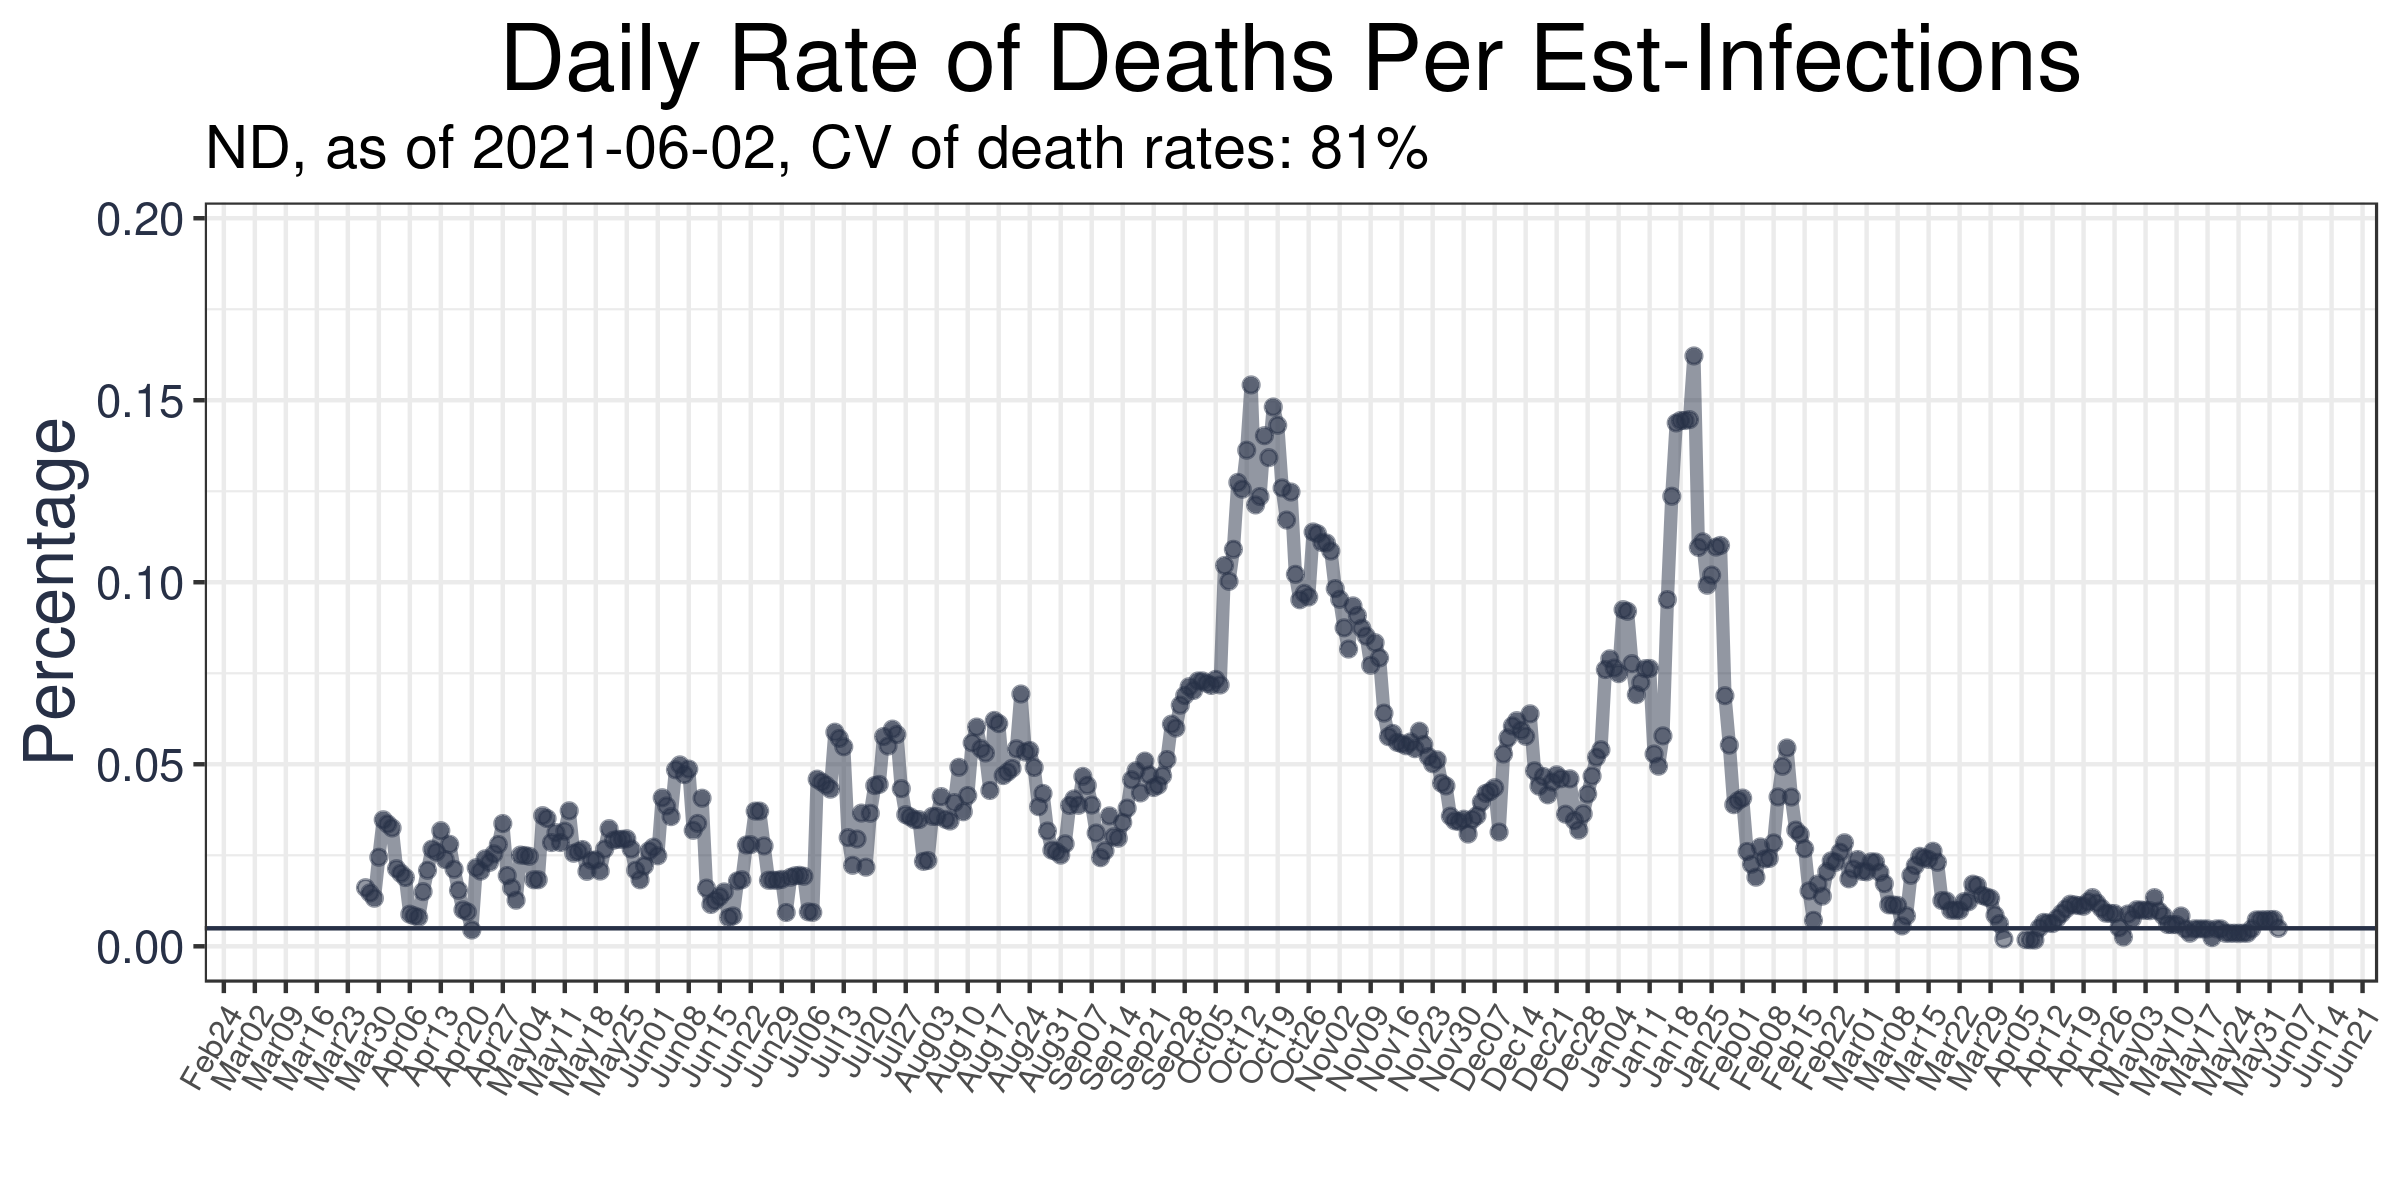 Daily Rate of Deaths Per Est-Infections
ND, as of 2021-06-02, CV of death rates: 81%
Percentage
0.20
0.15
0.10
0.05
0.00
Feb24
Mar02
Mar09
Mar16
Mar23
Mar30
Apr06
Apr13
Apr20
Apr27
May04
May11
May18
May25
Jun01
Jun08
Jun15
Jun22
Jun29
Jul06
Jul13
Jul20
Jul27
Aug03
Aug10
Aug17
Aug24
Aug31
Sep07
Sep14
Sep21
Sep28
Oct05
Oct12
Oct19
Oct26
Nov02
Nov09
Nov16
Nov23
Nov30
Dec07
Dec14
Dec21
Dec28
Jan04
Jan11
Jan18
Jan25
Feb01
Feb08
Feb15
Feb22
Mar01
Mar08
Mar15
Mar22
Mar29
Apr05
Apr12
Apr19
Apr26
May03
May10
May17
May24
May31
Jun07
Jun14
Jun21